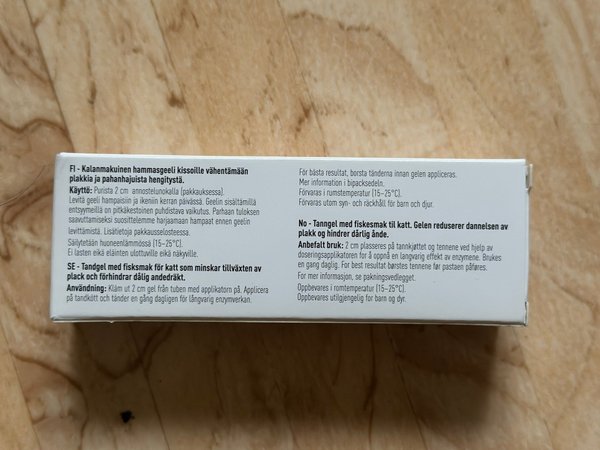 FI - Kalanmakuinen hammasgeeli kissoille vähentämään
plakkia ja pahanhajuista hengitystä.
Käyttö: Purista 2 cm annostelunokalla (pakkauksessa).
Levitä geeli hampaisiin ja ikeniin kerran päivässä. Geelin sisältämillä
entsyymeillä on pitkäkestoinen puhdistava vaikutus. Parhaan tuloksen
saavuttamiseksi suosittelemme harjaamaan hampaat ennen geelin
levittämistä. Lisätietoja pakkausselosteessa.
Säilytetään huoneenlämmössä (15-25°C).
Ei lasten eikä eläinten ulottuville eikä näkyville.
SE - Tandgel med fisksmak för katt som minskar tillväxten av
plack och förhindrar dålig andedräkt.
Användning: Kläm ut 2 cm gel från tuben med applikatorn på. Applicera
på tandkött och tänder en gång dagligen för långvarig enzymverkan.
För bästa resultat, borsta tänderna innan gelen appliceras.
Mer information i bipacksedeln.
Förvaras i rumstemperatur (15-25°C).
Förvaras utom syn- och räckhåll för barn och djur.
No - Tanngel med fiskesmak til katt. Gelen reduserer dannelsen av
plakk og hindrer dårlig ånde.
Anbefalt bruk: 2 cm plasseres på tannkjøttet og tennene ved hjelp av
doseringsapplikatoren for å oppnå en langvarig effekt av enzymene. Brukes
en gang daglig. For best resultat børstes tennene før pastaen påføres.
For mer informasjon, se pakningsvedlegget.
Oppbevares i romtemperatur (15-25°C).
Oppbevares utilgjengelig for barn og dyr.